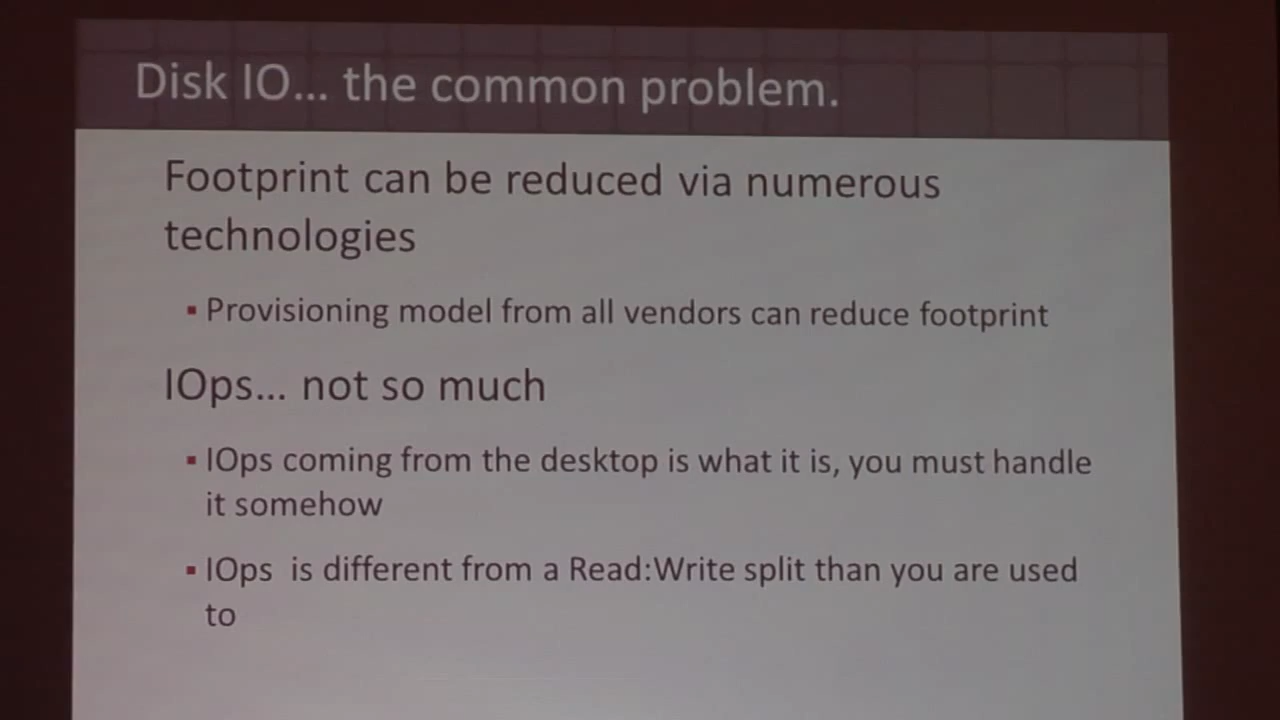 Disk IO... the common problem.
Footprint can be reduced via numerous
technologies
▪ Provisioning model from all vendors can reduce footprint
IOps... not so much
▪ IOps coming from the desktop is what it is, you must handle
it somehow
▪ IOps  is different from a Read:Write split than you are used
to